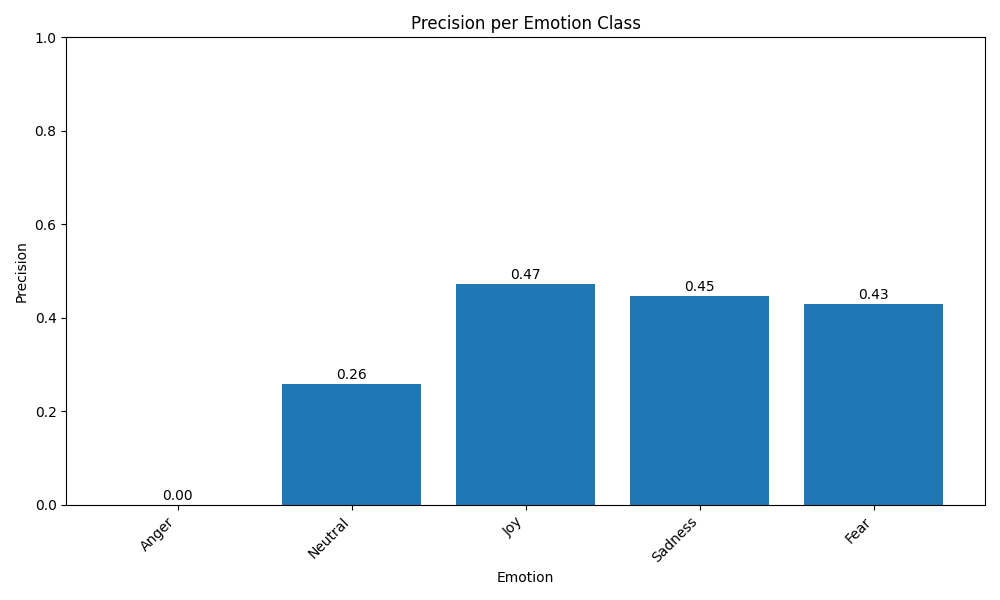 Precision per Emotion Class
1.0
0.8
0.6
0.4
0.2
0.0
Precision
0.00
0.26
0.47
0.45
0.43
Anger
Neutral
Joy
Sadness
Fear
Emotion